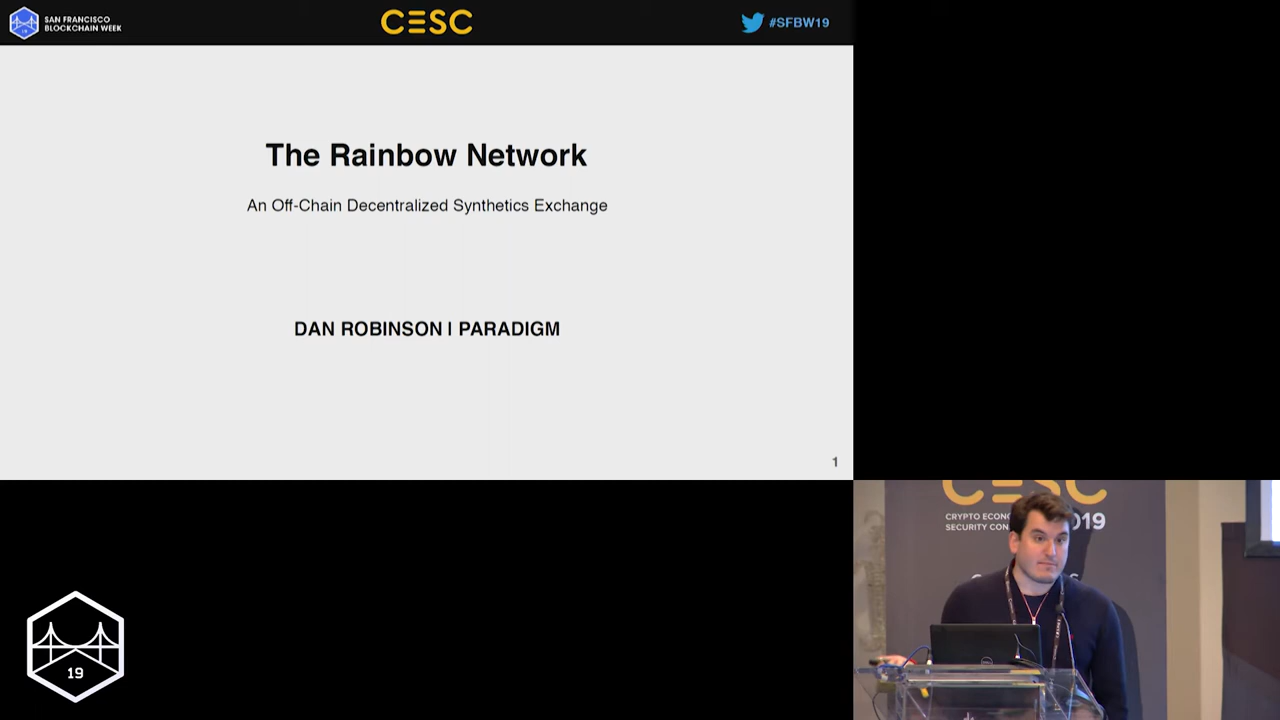 SAN FRANCISCO
BLOCKCHAIN WEEK
19
CESC
#SFBW19
The Rainbow Network
An Off-Chain Decentralized Synthetics Exchange
DAN ROBINSON | PARADIGM
1
CESC
CRYPTO ECONO
SECURITY CON
2019
19